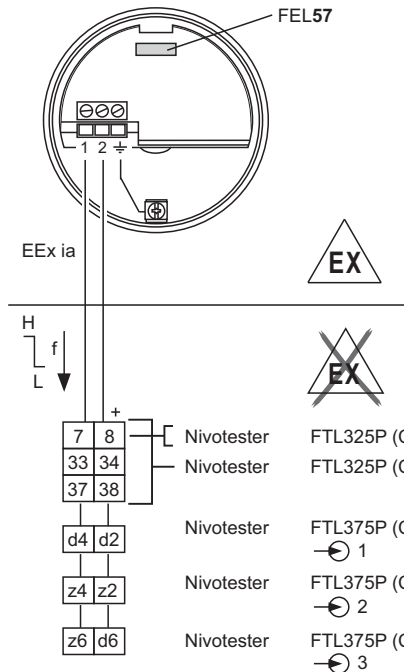 FEL57
1 2
EEx ia
EX
H
f
L
EX
+
7 8
Nivotester FTL325P (
33 34
Nivotester FTL325P (
37 38
d4 d2
Nivotester FTL375P (
1
z4 z2
Nivotester FTL375P (
2
z6 d6
Nivotester FTL375P (
3